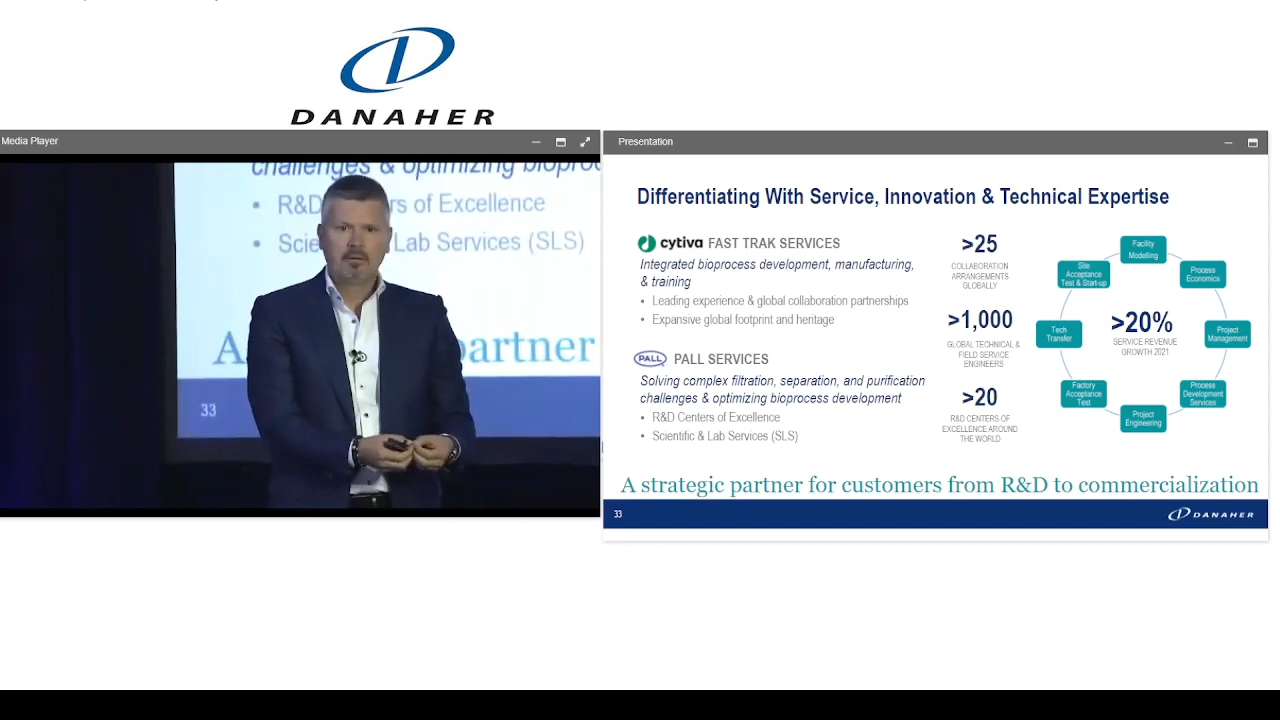 DANAHER
Media Player
challenges & optimizing
• R&D
of Excellence
• Lab Services (SLS)
A
33
Presentation
Differentiating With Service, Innovation & Technical Expertise
cytiva FAST TRAK SERVICES
Integrated bioprocess development, manufacturing,
& training
• Leading experience & global collaboration partnerships
• Expansive global footprint and heritage
PALL PALL SERVICES
Solving complex filtration, separation, and purification
challenges & optimizing bioprocess development
• R&D Centers of Excellence
• Scientific & Lab Services (SLS)
>25
COLLABORATION
ARRANGEMENTS
GLOBALLY
>1,000
GLOBAL TECHNICAL &
FIELD SERVICE
ENGINEERS
>20
R&D CENTERS OF
EXCELLENCE AROUND
THE WORLD
Facility
Modelling
Process
Economics
Project
Management
Process
Development
Services
Project
Engineering
Factory
Acceptance
Test
Tech
Transfer
Site
Acceptance
Test & Start-up
>20%
SERVICE REVENUE
GROWTH 2021
A strategic partner for customers from R&D to commercialization
33
DANAHER